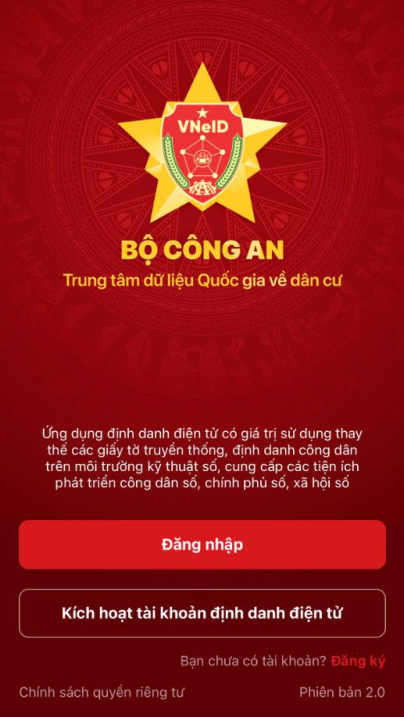 VNeID
BỘ CÔNG AN
Trung tâm dữ liệu Quốc gia về dân cư
Ứng dụng định danh điện tử có giá trị sử dụng thay
thế các giấy tờ truyền thống, định danh công dân
trên môi trường kỹ thuật số, cung cấp các tiện ích
phát triển công dân số, chính phủ số, xã hội số
Đăng nhập
Kích hoạt tài khoản định danh điện tử
Bạn chưa có tài khoản? Đăng ký
Chính sách quyền riêng tư Phiên bản 2.0